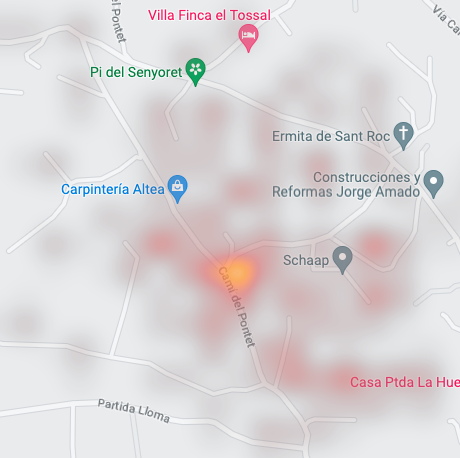 del Pontet
Villa Finca el Tossal
Pi del Senyoret
Ermita de Sant Roc
Construcciones y
Reformas Jorge Amado
Carpintería Altea
Schaap
Camí del Pontet
Casa Ptda La Hue
Partida Lloma
Via Ca